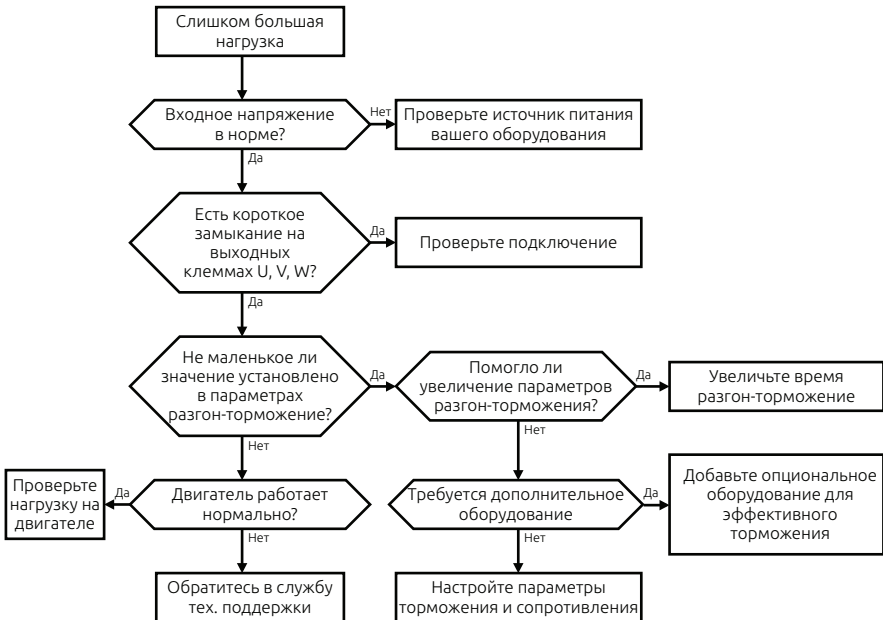 Слишком большая
нагрузка
Входное напряжение
в норме?
Нет
Проверьте источник питания
вашего оборудования
Да
Есть короткое
замыкание на
выходных
клеммах U, V, W?
Да
Проверьте подключение
Да
Не маленькое ли
значение установлено
в параметрах
разгон-торможение?
Да
Помогло ли
увеличение параметров
разгон-торможения?
Да
Увеличьте время
разгон-торможение
Нет
Нет
Проверьте
нагрузку на
двигателе
Да
Двигатель работает
нормально?
Требуется дополнительное
оборудование
Да
Добавьте опциональное
оборудование для
эффективного
торможения
Нет
Нет
Обратитесь в службу
тех. поддержки
Настройте параметры
торможения и сопротивления